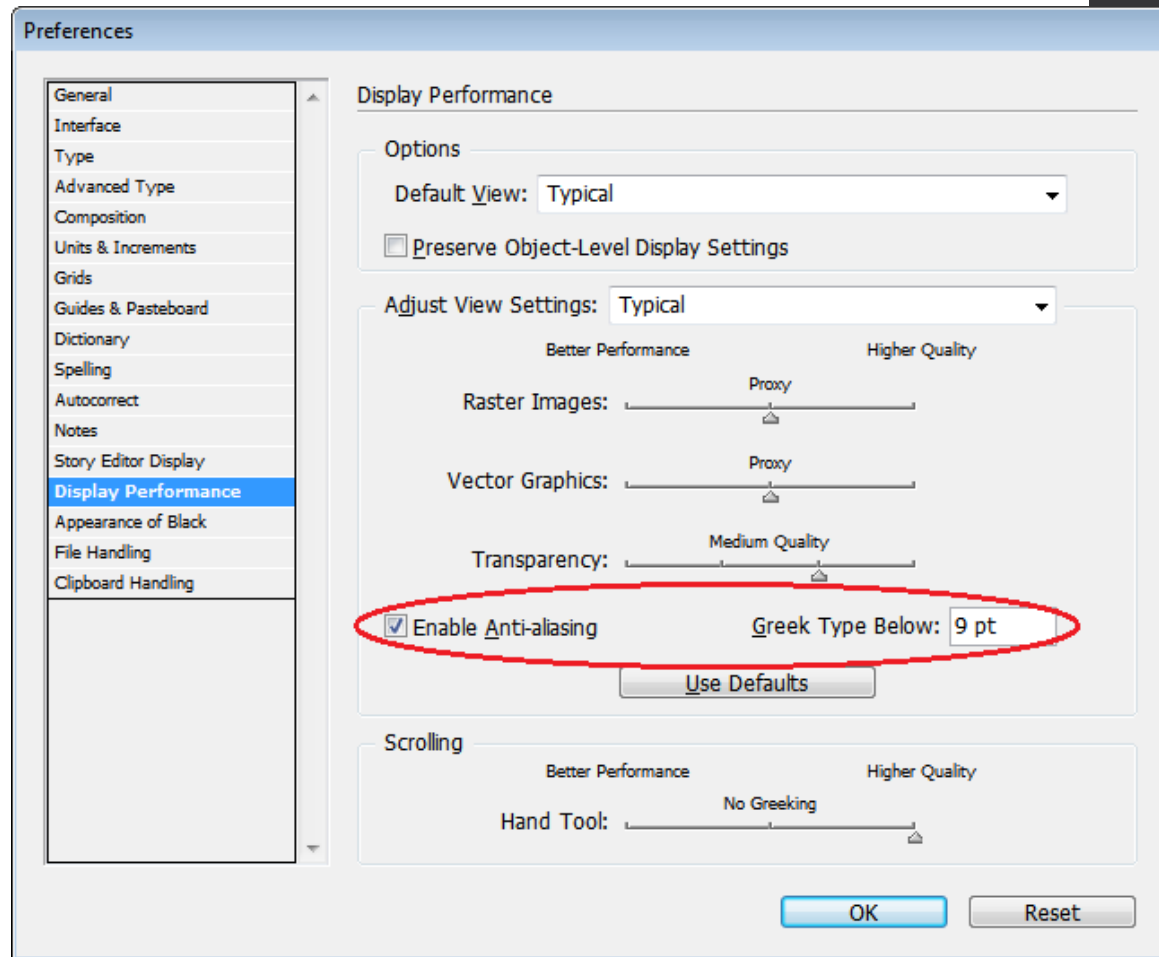 Preferences
General
Interface
Type
Advanced Type
Composition
Units & Increments
Grids
Guides & Pasteboard
Dictionary
Spelling
Autocorrect
Notes
Story Editor Display
Display Performance
Appearance of Black
File Handling
Clipboard Handling
Display Performance
Options
Default View: Typical
Preserve Object-Level Display Settings
Adjust View Settings: Typical
Better Performance Higher Quality
Proxy
Raster Images:
Proxy
Vector Graphics:
Medium Quality
Transparency:
Enable Anti-aliasing Greek Type Below: 9 pt
Use Defaults
Scrolling
Better Performance Higher Quality
No Greeking
Hand Tool:
OK Reset